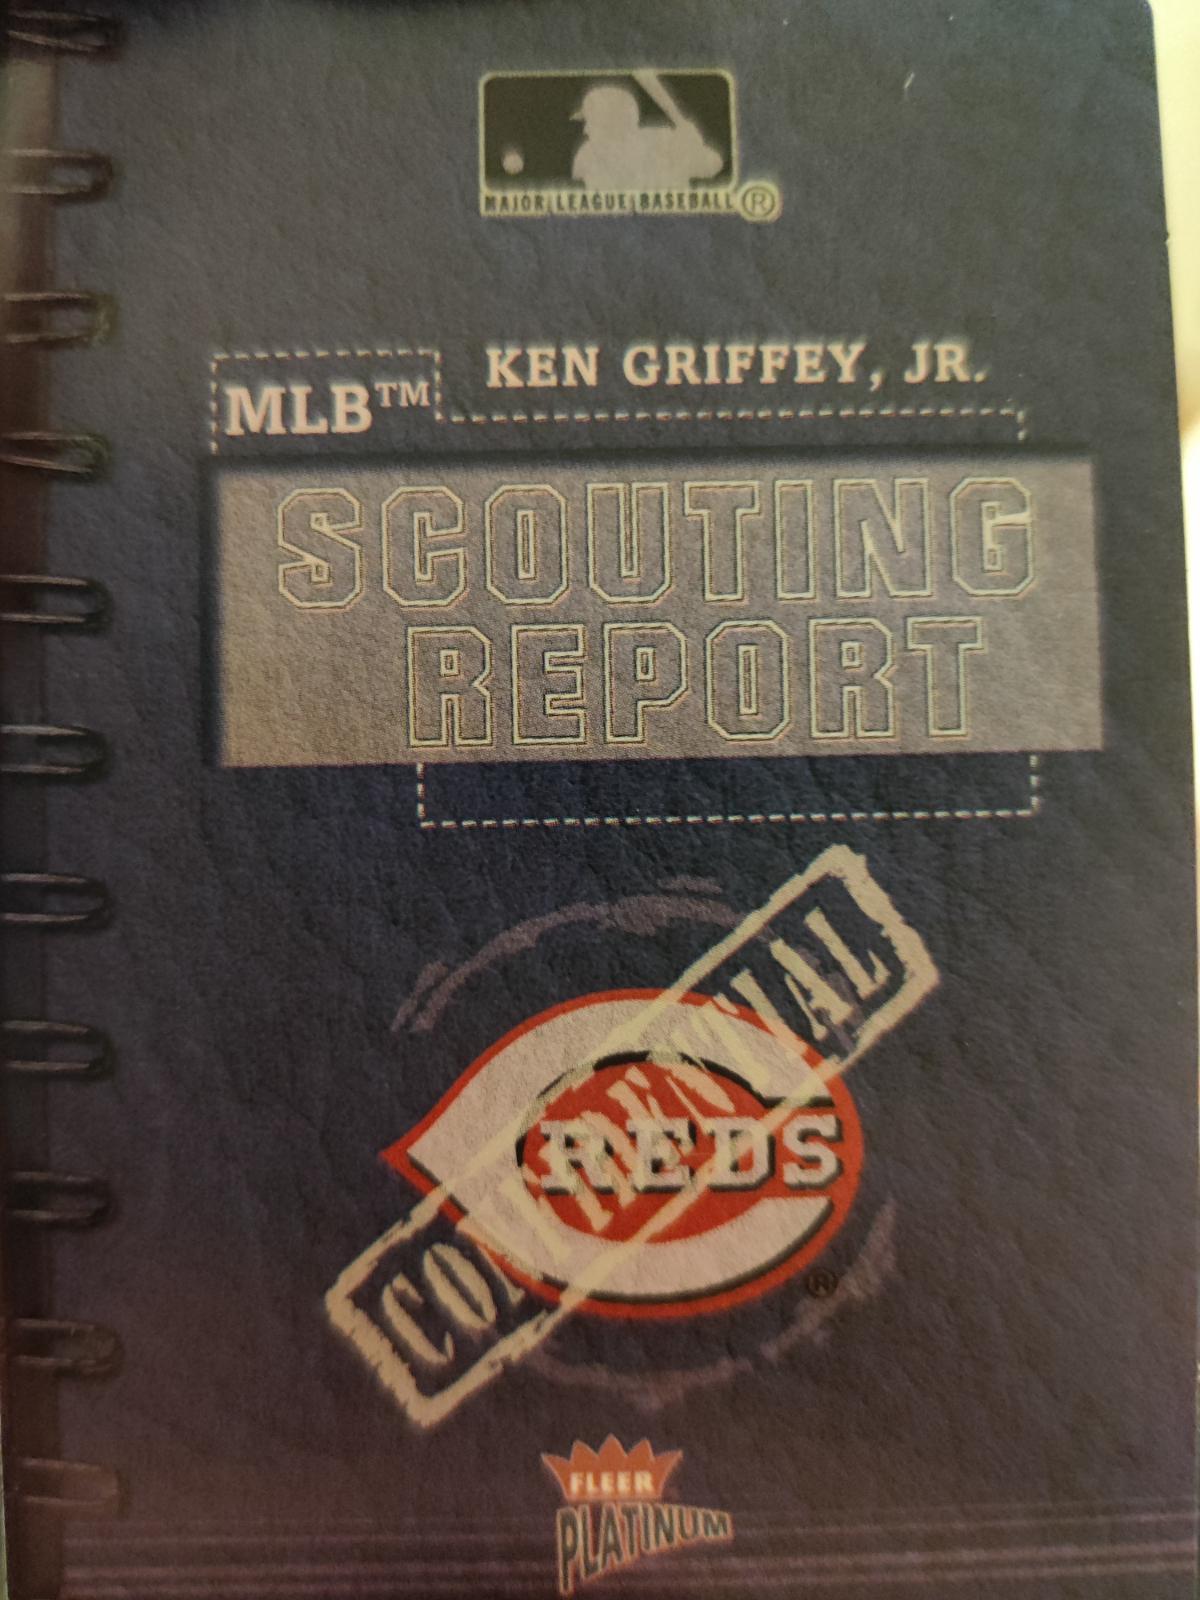 MAJOR LEAGUE BASEBALL®
KEN GRIFFEY, JR.
MLB™
SCOUTING
REPORT
CONFIDENTIAL
REDS
®
FLEER
PLATINUM